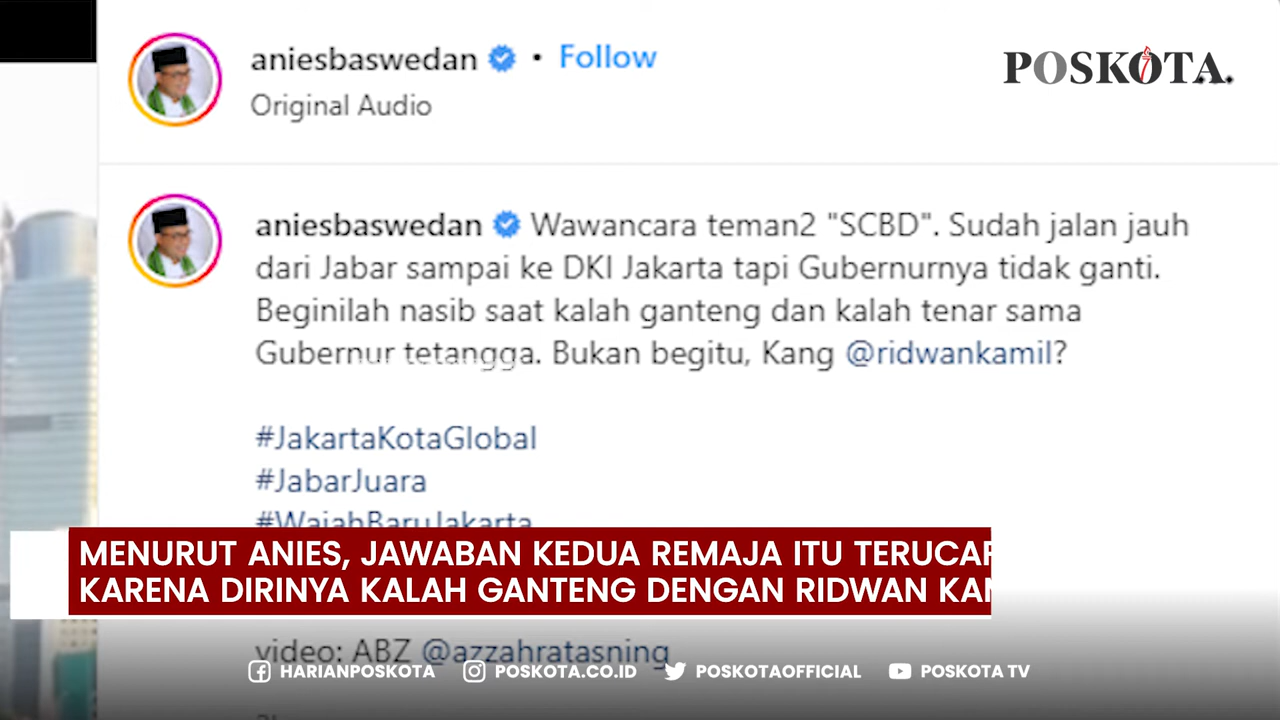 aniesbaswedan • Follow
Original Audio
POSKOTA
aniesbaswedan Wawancara teman2 "SCBD". Sudah jalan jauh
dari Jabar sampai ke DKI Jakarta tapi Gubernurnya tidak ganti.
Beginilah nasib saat kalah ganteng dan kalah tenar sama
Gubernur tetangga. Bukan begitu, Kang @ridwankamil?
#JakartaKotaGlobal
#JabarJuara
#WajahBaruJakarta
MENURUT ANIES, JAWABAN KEDUA REMAJA ITU TERUCAP
KARENA DIRINYA KALAH GANTENG DENGAN RIDWAN KAM
video: ABZ @azzahratasning
HARIANPOSKOTA POSKOTA.CO.ID POSKOTAOFFICIAL POSKOTA TV